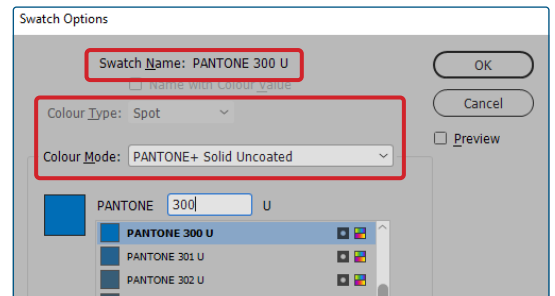 Swatch Options
Swatch Name: PANTONE 300 U
OK
Name with Colour Value
Colour Type: Spot
Cancel
Preview
Colour Mode: PANTONE+ Solid Uncoated
PANTONE 300 U
PANTONE 300 U
PANTONE 301 U
PANTONE 302 U